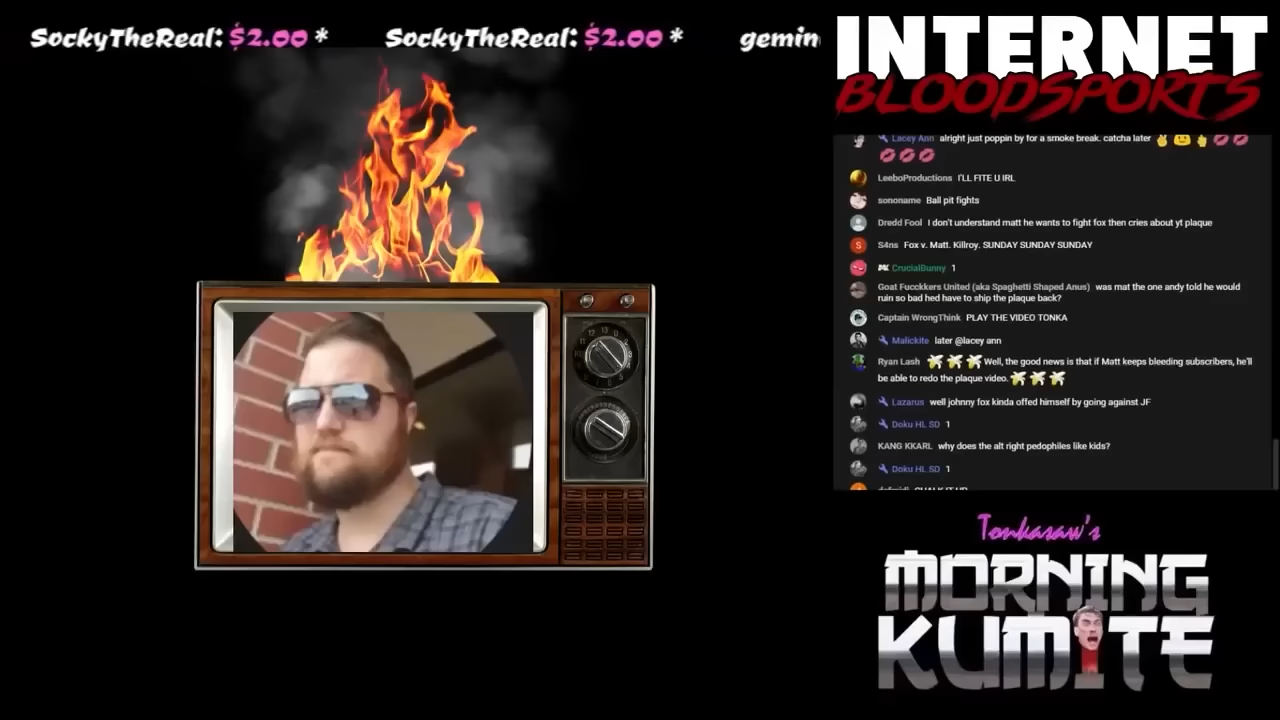 SockyTheReal: $2.00 * SockyTheReal: $2.00 * gemin
INTERNET
BLOODSPORTS
Lacey Ann alright just poppin by for a smoke break. catcha later
LeeboProductions I'LL FITE U IRL
sononame Ball pit fights
Dredd Fool I don't understand matt he wants to fight fox then cries about yt plaque
S4ns Fox v. Matt. Killroy. SUNDAY SUNDAY SUNDAY
CrucialBunny 1
Goat Fuccckers United (aka Spaghetti Shaped Anus) was mat the one andy told he would
ruin so bad hed have to ship the plaque back?
Captain WrongThink PLAY THE VIDEO TONKA
Malickite later @lacey ann
Ryan Lash Well, the good news is that if Matt keeps bleeding subscribers, he'll
be able to redo the plaque video.
Lazarus well johnny fox kinda offed himself by going against JF
Doku HL SD 1
KANG KKARL why does the alt right pedophiles like kids?
Doku HL SD 1
Tonkasaw's
MORNING
KUMITE